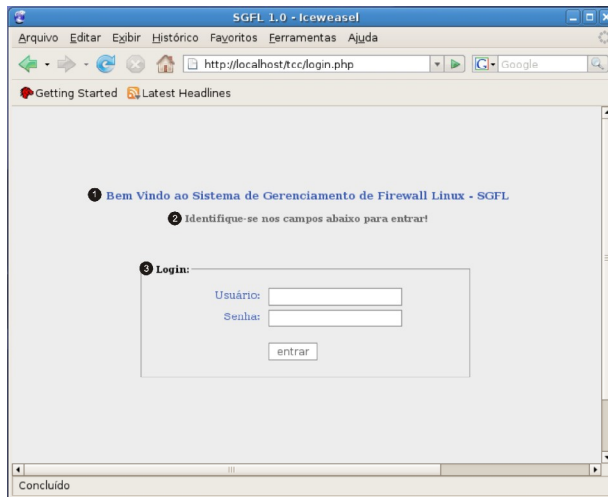 SGFL 1.0 - Iceweasel
Arquivo Editar Exibir Histórico Favoritos Ferramentas Ajuda
http://localhost/tcc/login.php
G Google
Getting Started Latest Headlines
1 Bem Vindo ao Sistema de Gerenciamento de Firewall Linux - SGFL
2 Identifique-se nos campos abaixo para entrar!
3 Login:
Usuário:
Senha:
entrar
Concluído